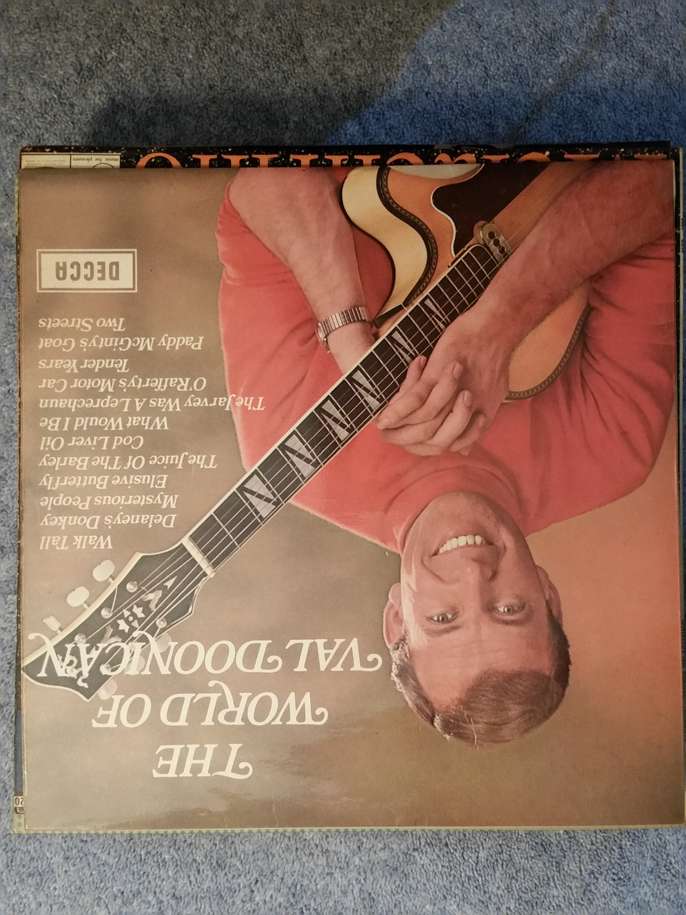 THE
WORLD OF
VAL DOONICAN
Walk Tall
Delaney's Donkey
Mysterious People
Elusive Butterfly
The Juice Of The Barley
Cod Liver Oil
What Would I Be
The Jarvey Was A Leprechaun
O'Rafferty's Motor Car
Tender Years
Paddy McGinty's Goat
Two Streets
DECCA